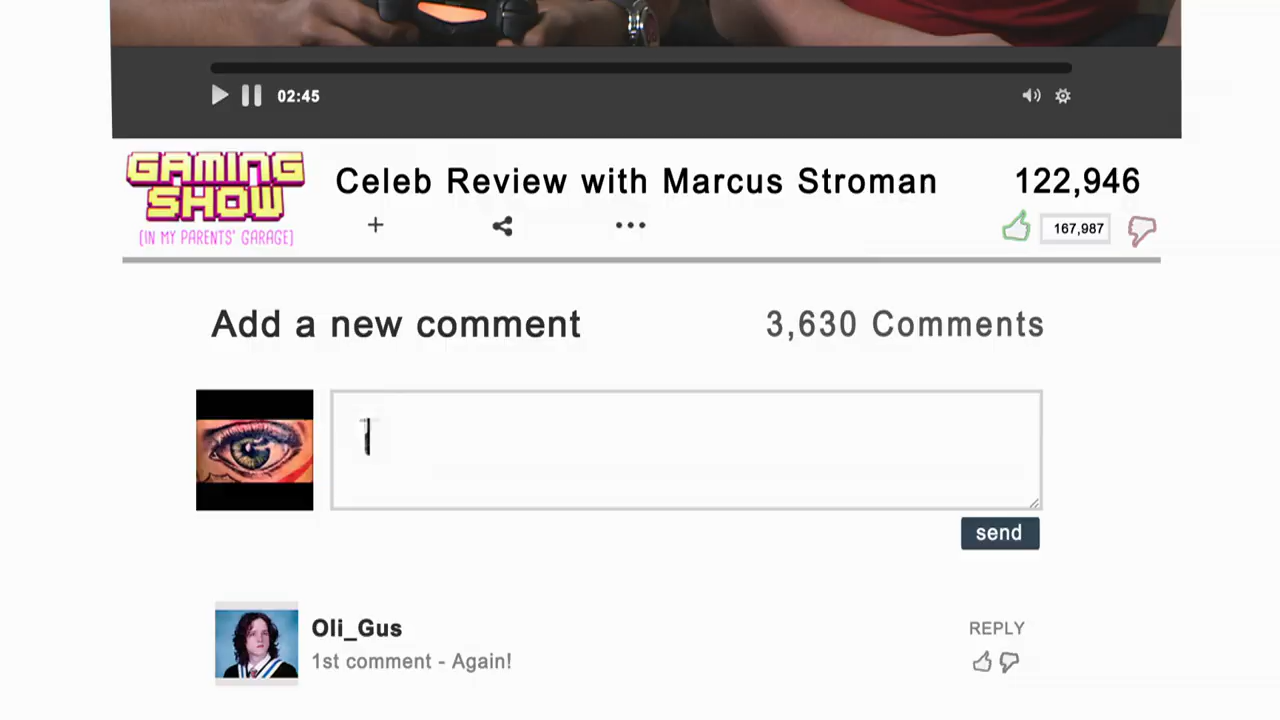 02:45
GAMING
SHOW
(IN MY PARENTS' GARAGE)
Celeb Review with Marcus Stroman
122,946
167,987
Add a new comment
3,630 Comments
send
Oli_Gus
REPLY
1st comment - Again!